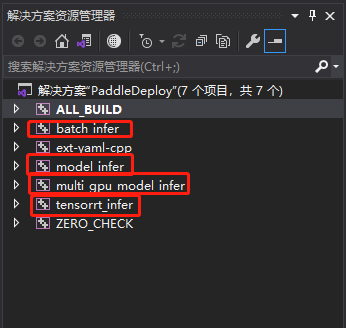 解决方案资源管理器
搜索解决方案资源管理器(Ctrl+;)
解决方案"PaddleDeploy"(7 个项目，共 7 个)
ALL_BUILD
batch_infer
ext-yaml-cpp
model_infer
multi_gpu_model_infer
tensorrt_infer
ZERO_CHECK